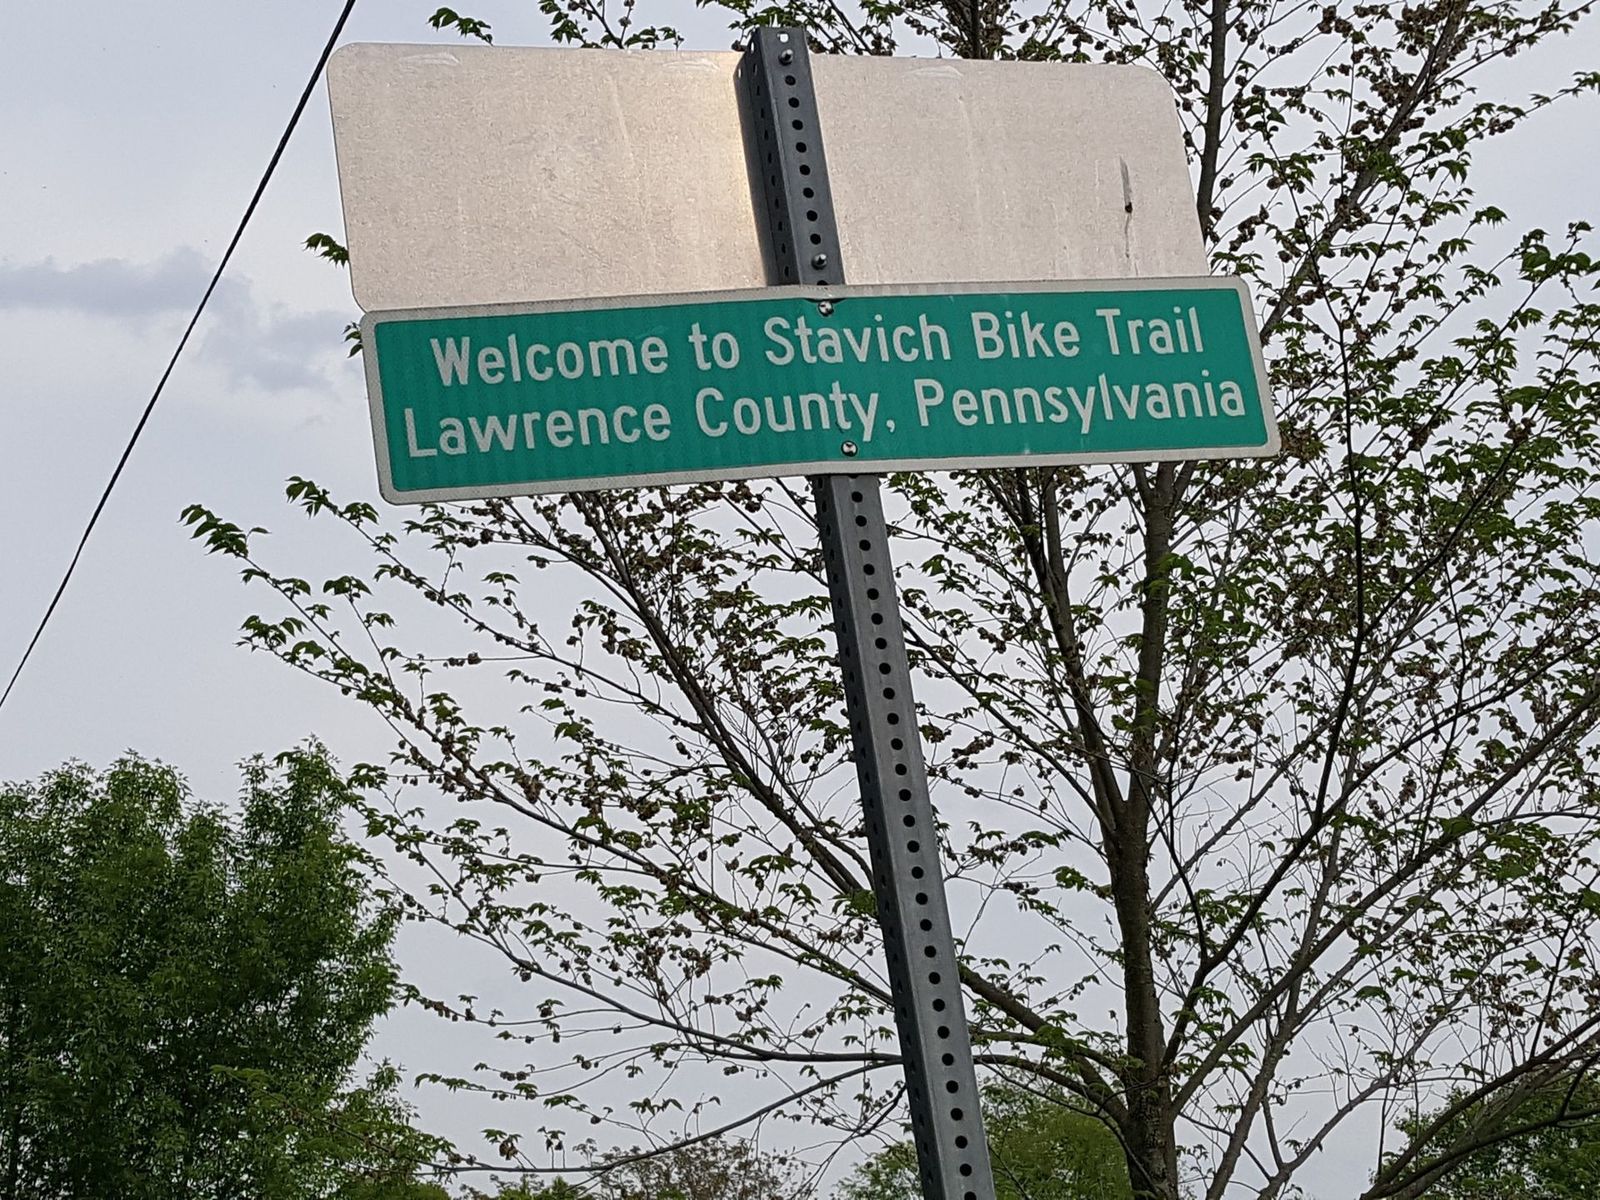 Welcome to Stavich Bike Trail
Lawrence County, Pennsylvania